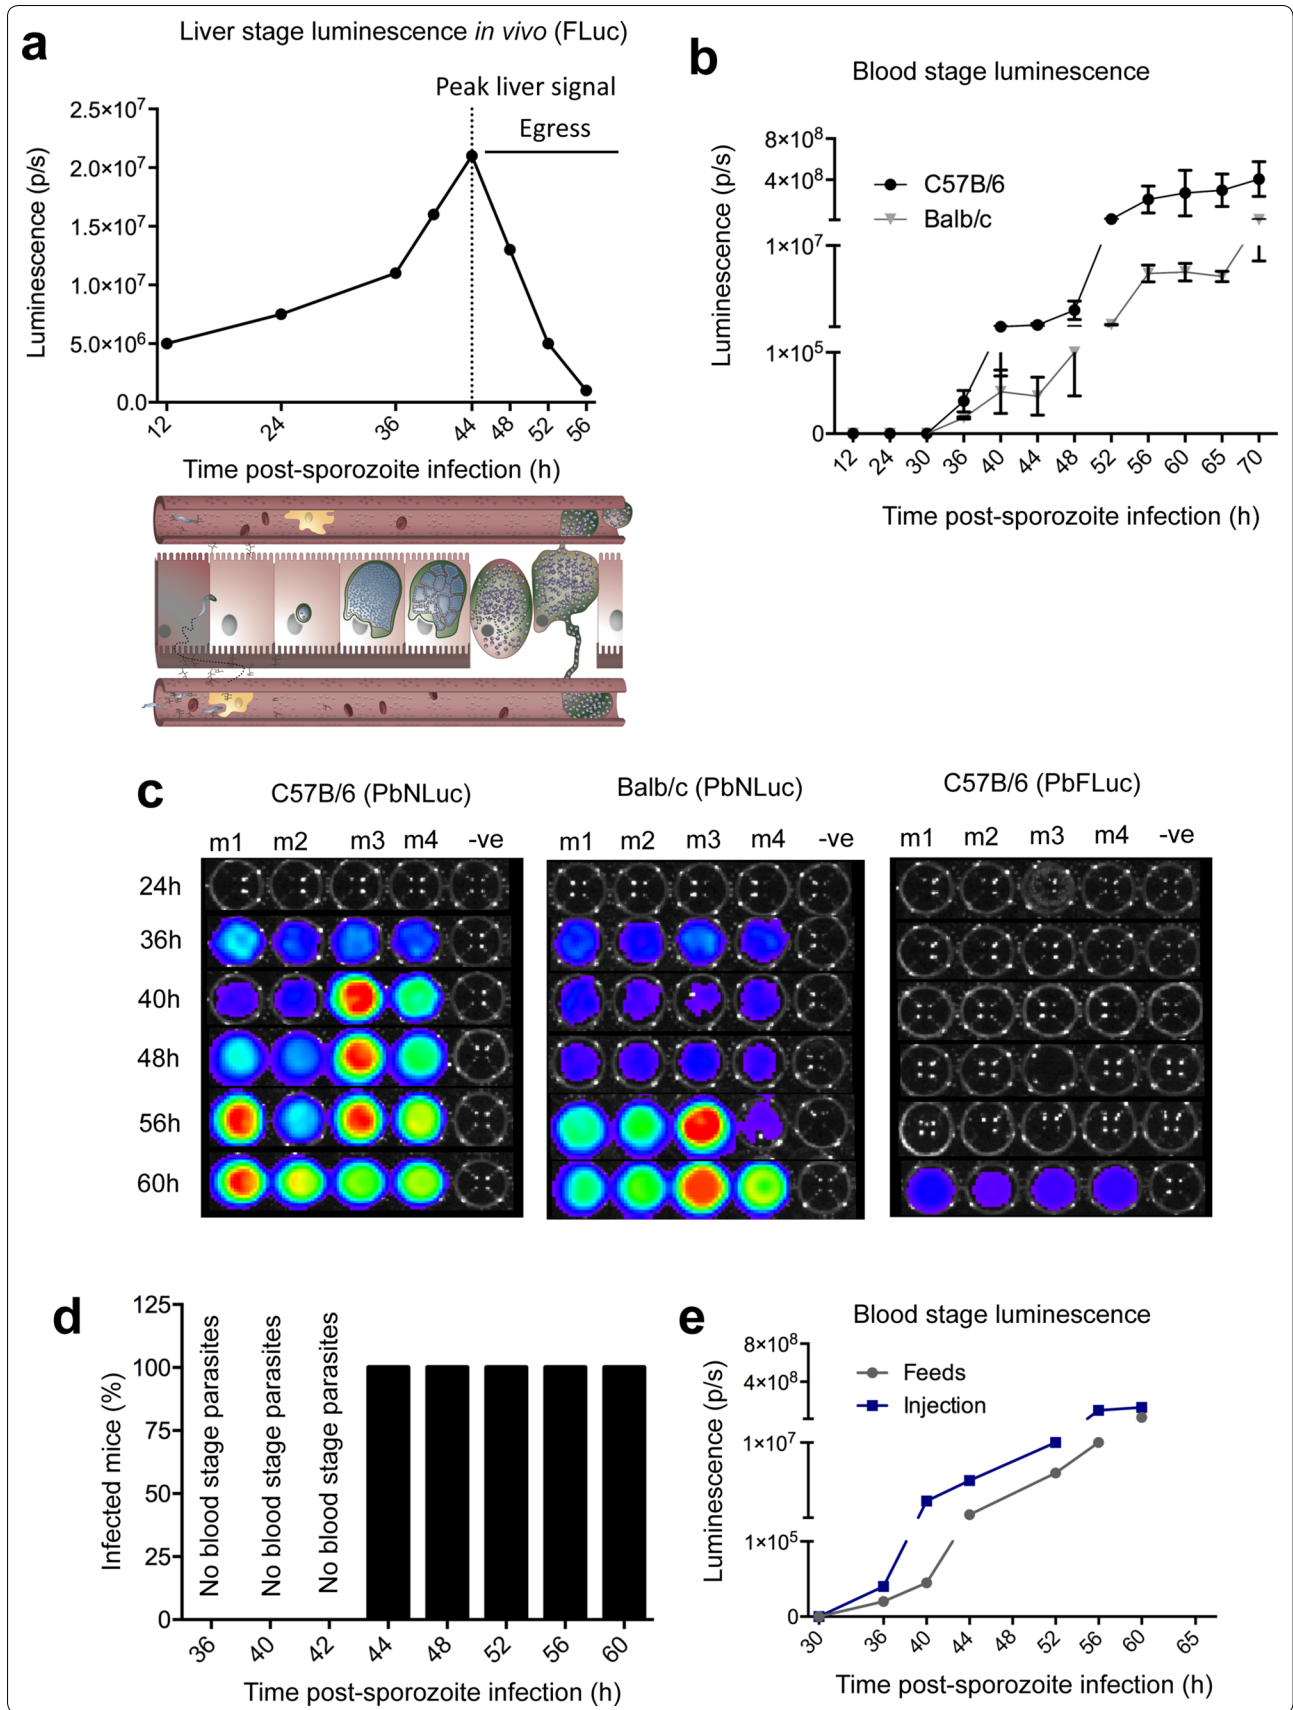 a
Liver stage luminescence in vivo (FLuc)
Peak liver signal
Egress
Luminescence (p/s)
2.5×10⁷
2.0×10⁷
1.5×10⁷
1.0×10⁷
5.0×10⁶
0.0
12 24 36 44 48 52 56
Time post-sporozoite infection (h)
b
Blood stage luminescence
Luminescence (p/s)
8×10⁸
4×10⁸
1×10⁷
1×10⁵
0
C57B/6
Balb/c
12 24 30 36 40 44 48 52 56 60 65 70
Time post-sporozoite infection (h)
c
C57B/6 (PbNLuc)
m1 m2 m3 m4 -ve
Balb/c (PbNLuc)
m1 m2 m3 m4 -ve
C57B/6 (PbFLuc)
m1 m2 m3 m4 -ve
24h
36h
40h
48h
56h
60h
d
Infected mice (%)
125
100
75
50
25
0
No blood stage parasites
No blood stage parasites
No blood stage parasites
36 40 42 44 48 52 56 60
Time post-sporozoite infection (h)
e
Blood stage luminescence
Luminescence (p/s)
8×10⁸
4×10⁸
1×10⁷
1×10⁵
0
Feeds
Injection
30 36 40 44 48 52 56 60 65
Time post-sporozoite infection (h)